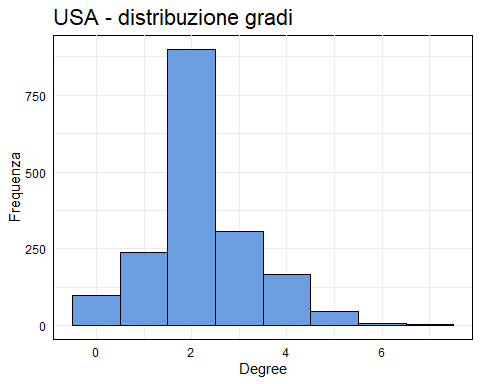 USA - distribuzione gradi
Frequenza
750
500
250
0
0 2 4 6
Degree